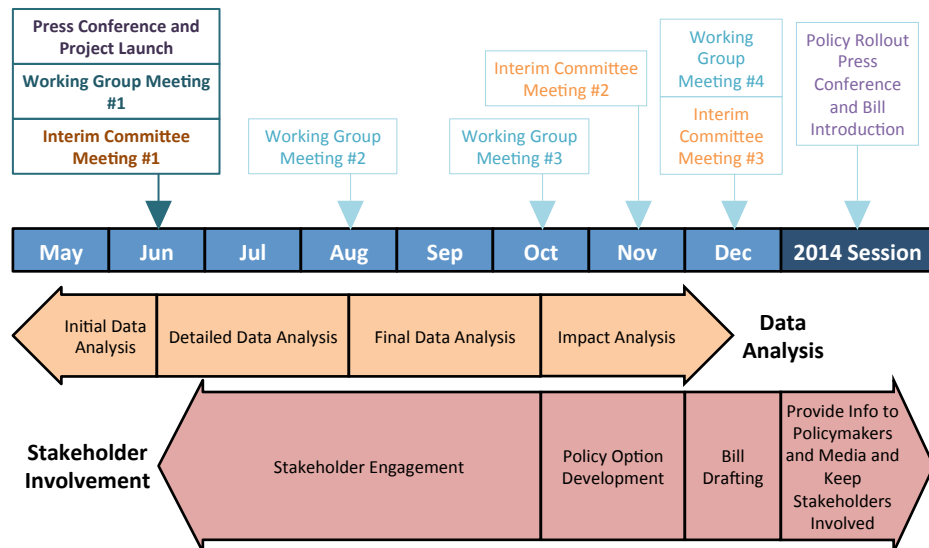 Press Conference and
Project Launch
Working Group Meeting
#1
Interim Committee
Meeting #1
Working Group
Meeting #2
Working Group
Meeting #3
Interim Committee
Meeting #2
Working
Group
Meeting #4
Interim
Committee
Meeting #3
Policy Rollout
Press
Conference
and Bill
Introduction
May
Jun
Jul
Aug
Sep
Oct
Nov
Dec
2014 Session
Initial Data
Analysis
Detailed Data Analysis
Final Data Analysis
Impact Analysis
Data
Analysis
Stakeholder
Involvement
Stakeholder Engagement
Policy Option
Development
Bill
Drafting
Provide Info to
Policymakers
and Media and
Keep
Stakeholders
Involved